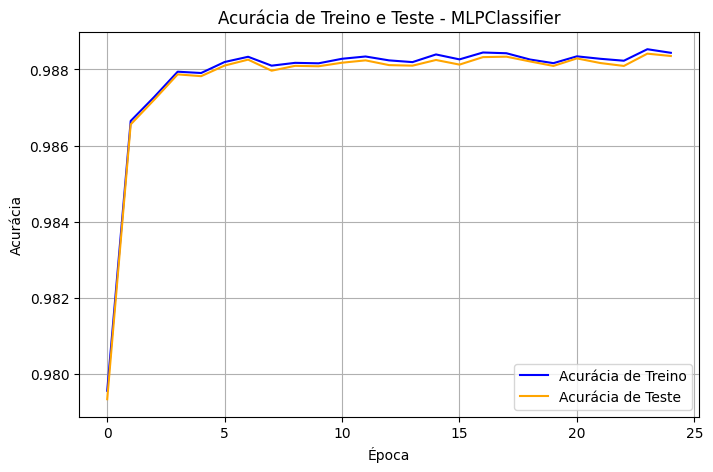 Acurácia de Treino e Teste - MLPClassifier
Acurácia
0.988
0.986
0.984
0.982
0.980
0 5 10 15 20 25
Época
Acurácia de Treino
Acurácia de Teste